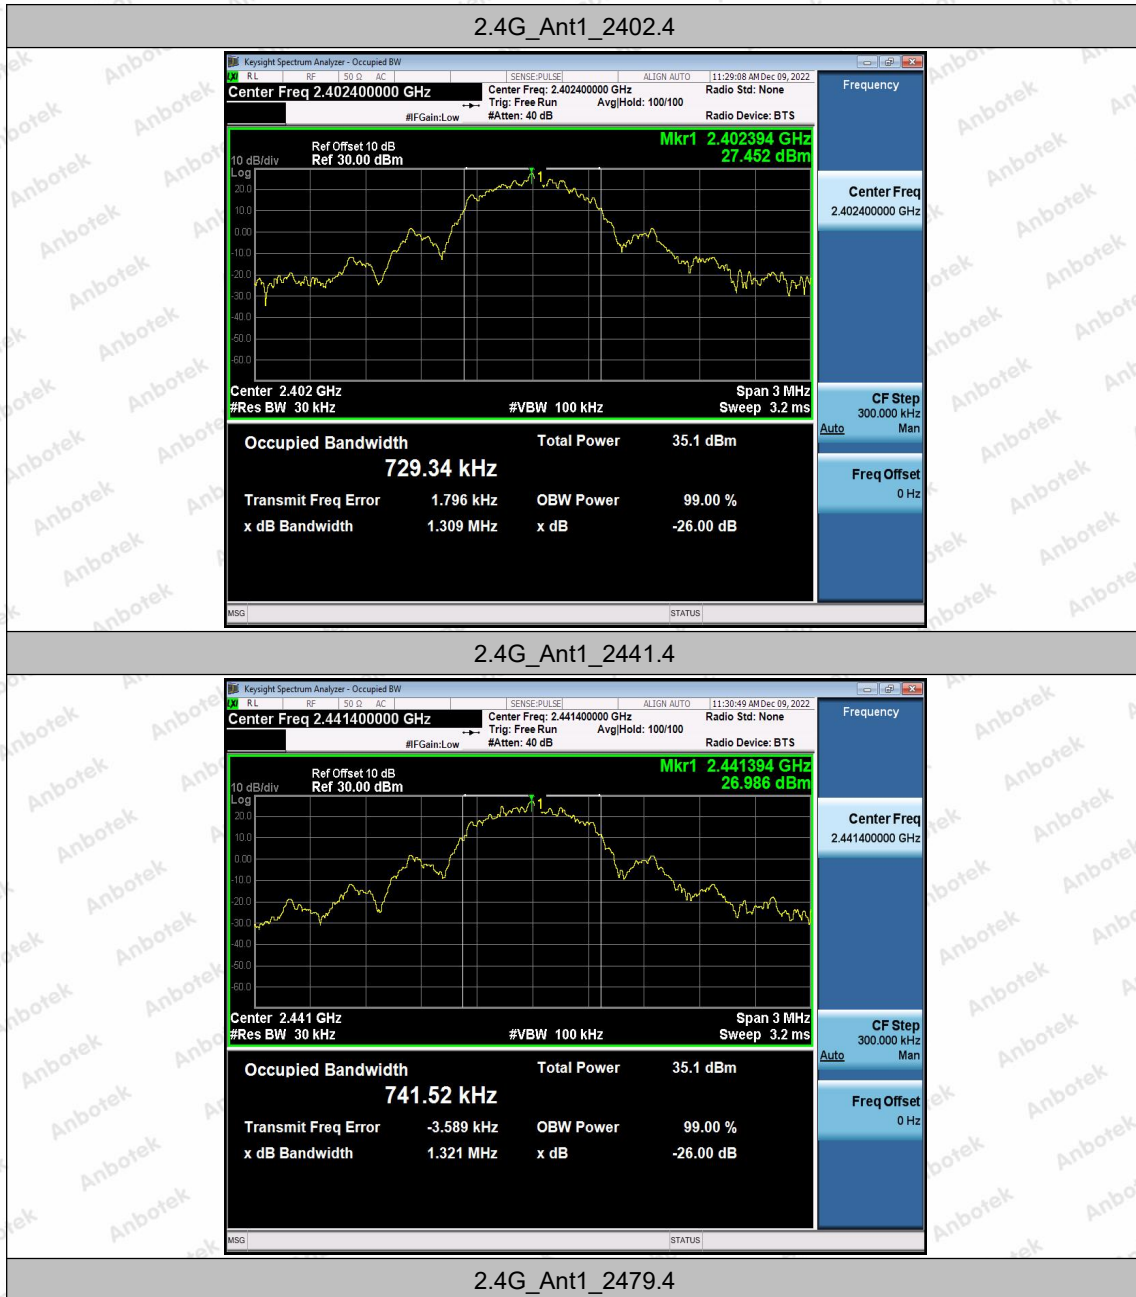 2.4G_Ant1_2402.4
Keysight Spectrum Analyzer - Occupied BW
RL RF 50 Ω AC SENSE:PULSE ALIGN AUTO 11:29:08 AM Dec 09, 2022
Center Freq 2.402400000 GHz
Center Freq: 2.402400000 GHz
Radio Std: None
Trig: Free Run Avg|Hold: 100/100
#IFGain:Low #Atten: 40 dB Radio Device: BTS
Frequency
Mkr1 2.402394 GHz
27.452 dBm
Ref Offset 10 dB
10 dB/div Ref 30.00 dBm
Log
20.0
10.0
0.00
-10.0
-20.0
-30.0
-40.0
-50.0
-60.0
1
Center 2.402 GHz Span 3 MHz
#Res BW 30 kHz #VBW 100 kHz Sweep 3.2 ms
Center Freq
2.402400000 GHz
CF Step
300.000 kHz
Auto Man
Freq Offset
0 Hz
Occupied Bandwidth Total Power 35.1 dBm
729.34 kHz
Transmit Freq Error 1.796 kHz OBW Power 99.00 %
x dB Bandwidth 1.309 MHz x dB -26.00 dB
MSG STATUS
2.4G_Ant1_2441.4
Keysight Spectrum Analyzer - Occupied BW
RL RF 50 Ω AC SENSE:PULSE ALIGN AUTO 11:30:49 AM Dec 09, 2022
Center Freq 2.441400000 GHz
Center Freq: 2.441400000 GHz
Radio Std: None
Trig: Free Run Avg|Hold: 100/100
#IFGain:Low #Atten: 40 dB Radio Device: BTS
Frequency
Mkr1 2.441394 GHz
26.986 dBm
Ref Offset 10 dB
10 dB/div Ref 30.00 dBm
Log
20.0
10.0
0.00
-10.0
-20.0
-30.0
-40.0
-50.0
-60.0
1
Center 2.441 GHz Span 3 MHz
#Res BW 30 kHz #VBW 100 kHz Sweep 3.2 ms
Center Freq
2.441400000 GHz
CF Step
300.000 kHz
Auto Man
Freq Offset
0 Hz
Occupied Bandwidth Total Power 35.1 dBm
741.52 kHz
Transmit Freq Error -3.589 kHz OBW Power 99.00 %
x dB Bandwidth 1.321 MHz x dB -26.00 dB
MSG STATUS
2.4G_Ant1_2479.4